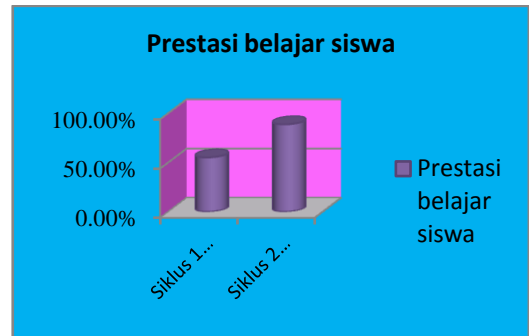 Prestasi belajar siswa
100.00%
50.00%
0.00%
Siklus 1...
Siklus 2...
Prestasi
belajar
siswa